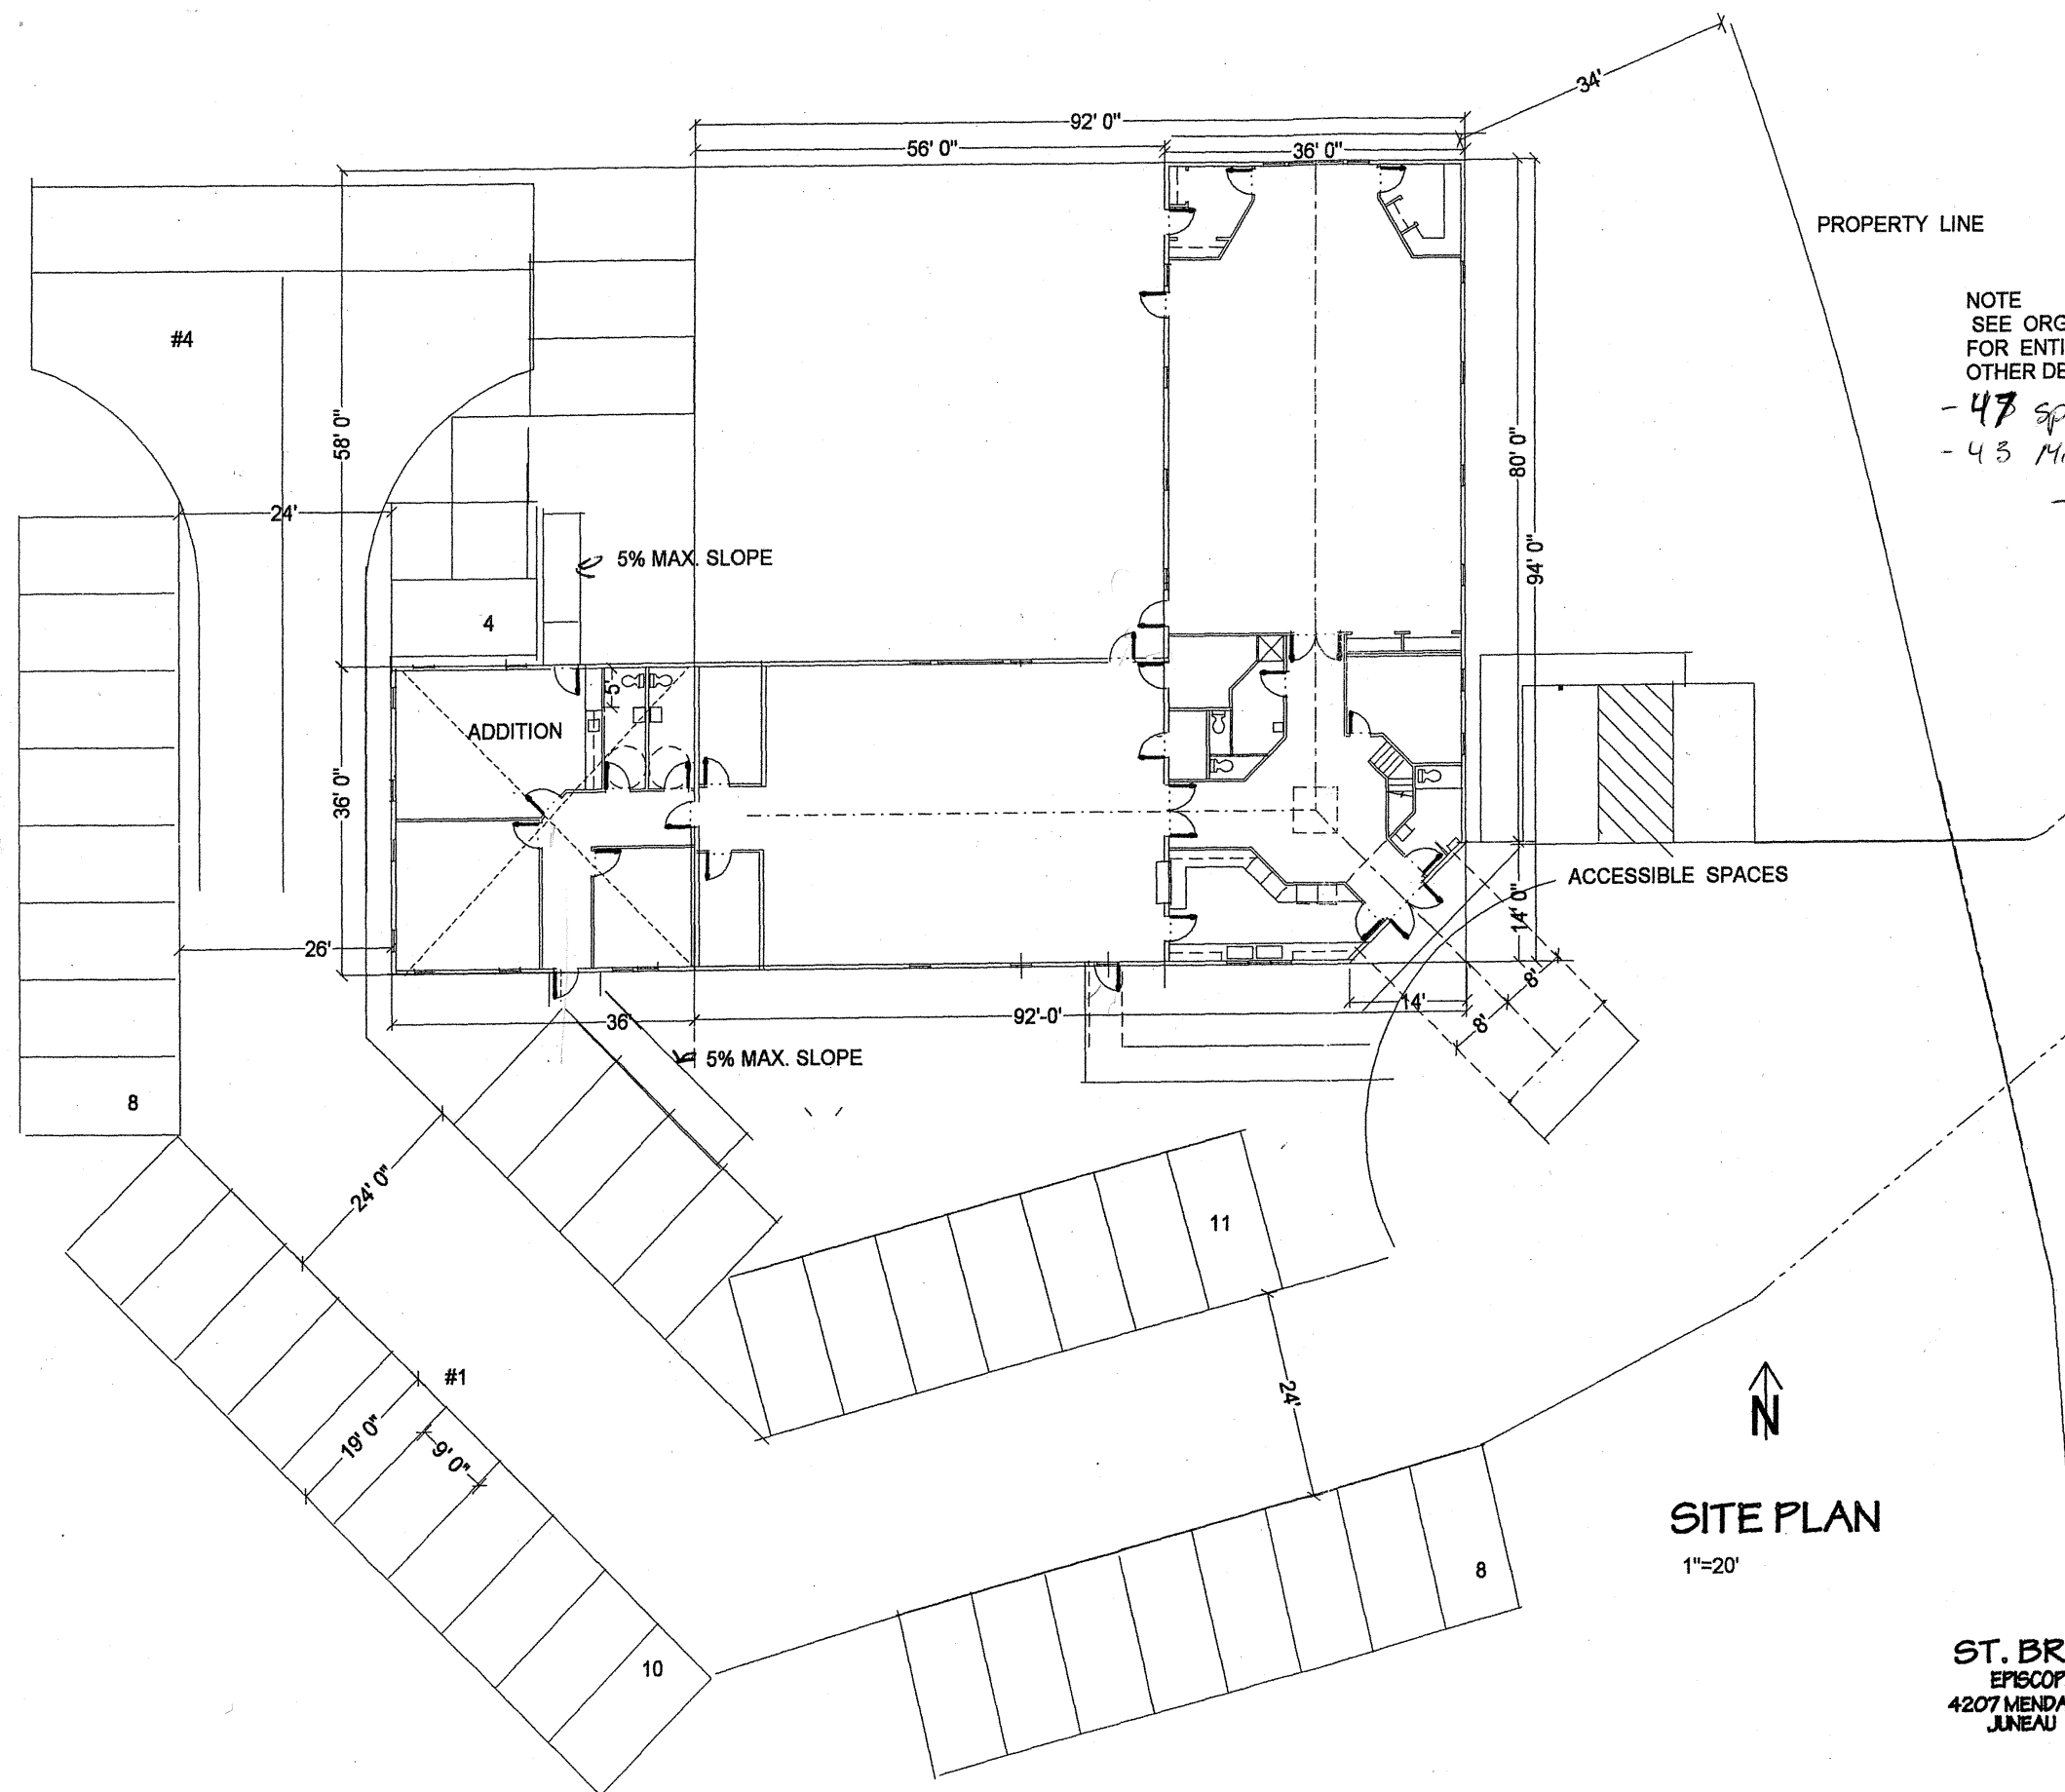 34'
92' 0"
56' 0"
36' 0"
PROPERTY LINE
NOTE
SEE ORG
FOR ENTI
OTHER DE
- 47 sp
- 43 M
#4
58' 0"
80' 0"
94' 0"
24'
5% MAX. SLOPE
4
5'
ADDITION
36' 0"
ACCESSIBLE SPACES
14' 0"
26'
8'
14'
8'
36'
92'-0'
5% MAX. SLOPE
8
24' 0"
11
#1
24'
19' 0"
9' 0"
N
SITE PLAN
1"=20'
8
10
ST. BR
EPISCOP
4207 MENDA
JUNEAU